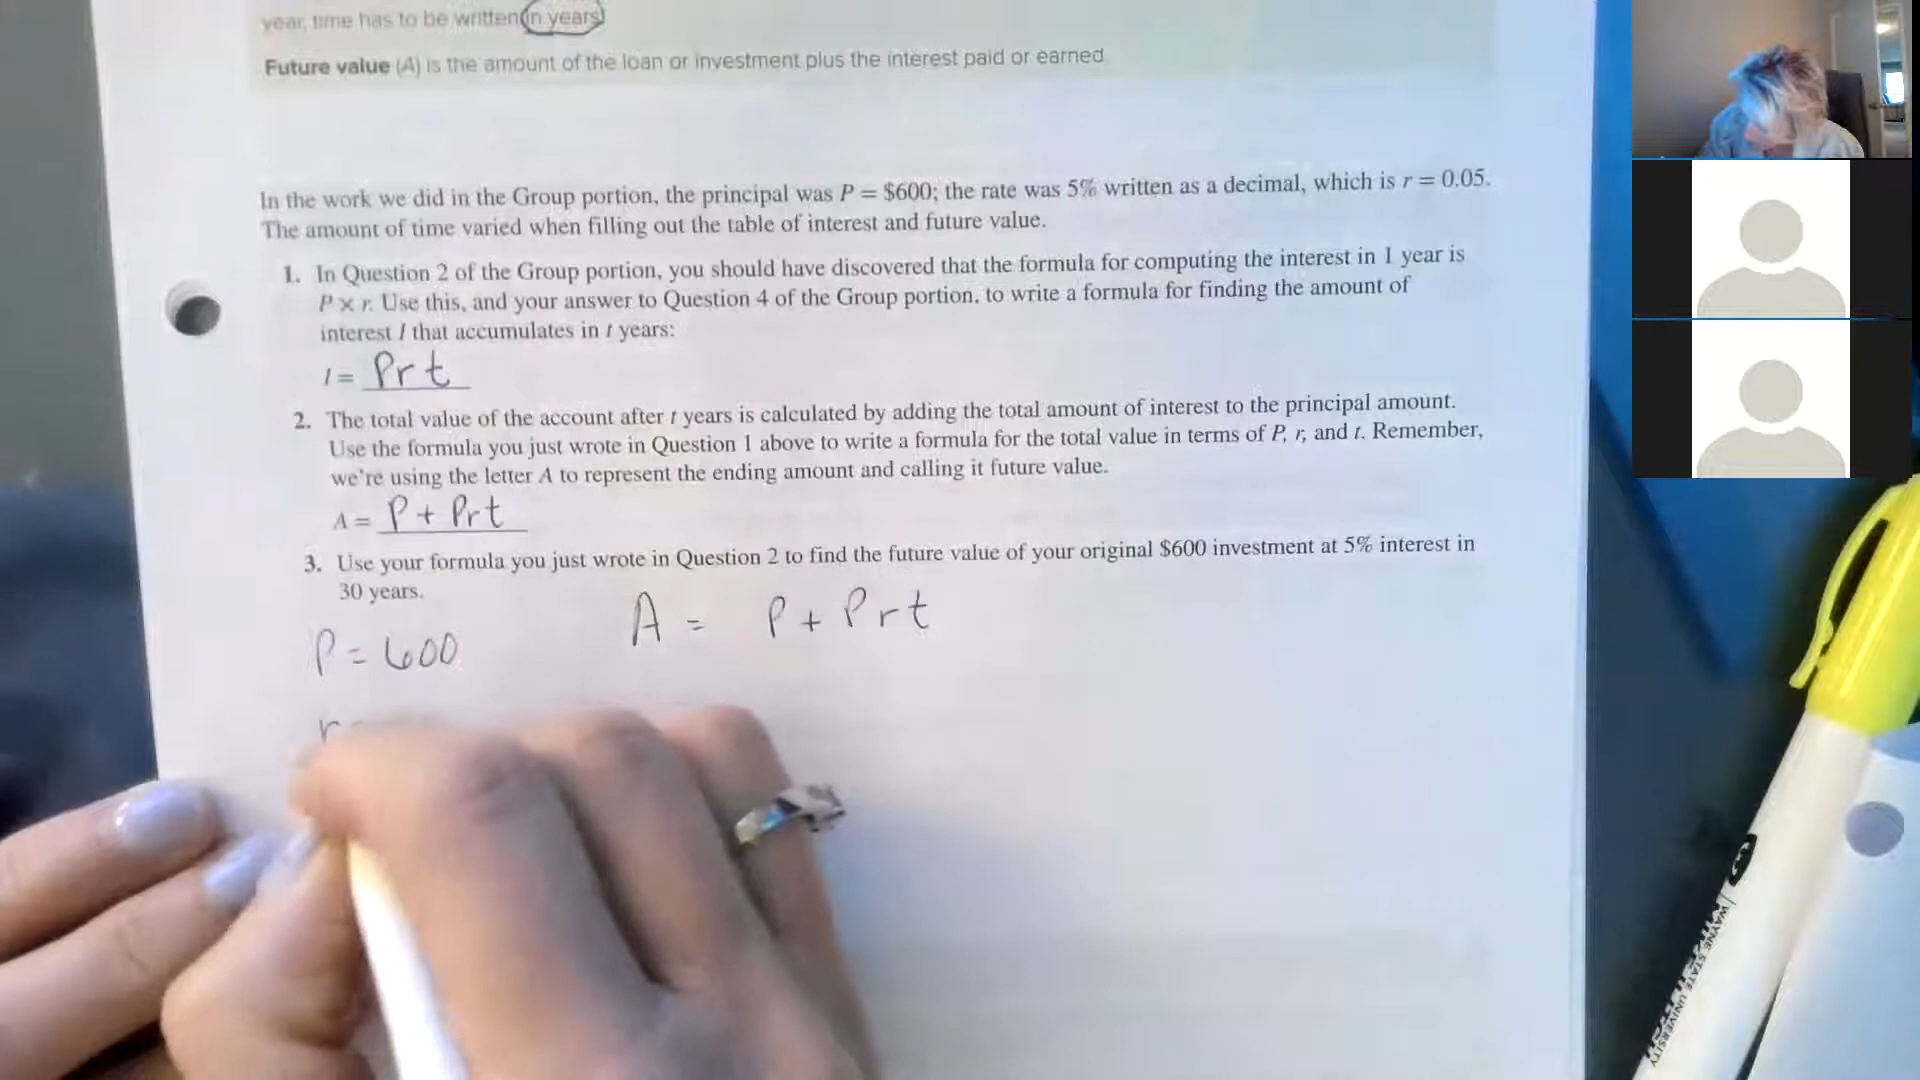 year, time has to be written in years
Future value (A) is the amount of the loan or investment plus the interest paid or earned
In the work we did in the Group portion, the principal was P = $600; the rate was 5% written as a decimal, which is r = 0.05.
The amount of time varied when filling out the table of interest and future value.
1. In Question 2 of the Group portion, you should have discovered that the formula for computing the interest in 1 year is
P × r. Use this, and your answer to Question 4 of the Group portion, to write a formula for finding the amount of
interest I that accumulates in t years:
I = Prt
2. The total value of the account after t years is calculated by adding the total amount of interest to the principal amount.
Use the formula you just wrote in Question 1 above to write a formula for the total value in terms of P, r, and t. Remember,
we're using the letter A to represent the ending amount and calling it future value.
A = P + Prt
3. Use your formula you just wrote in Question 2 to find the future value of your original $600 investment at 5% interest in
30 years.
A = P + Prt
P = 600
r =
WAYNE STATE UNIVERSITY